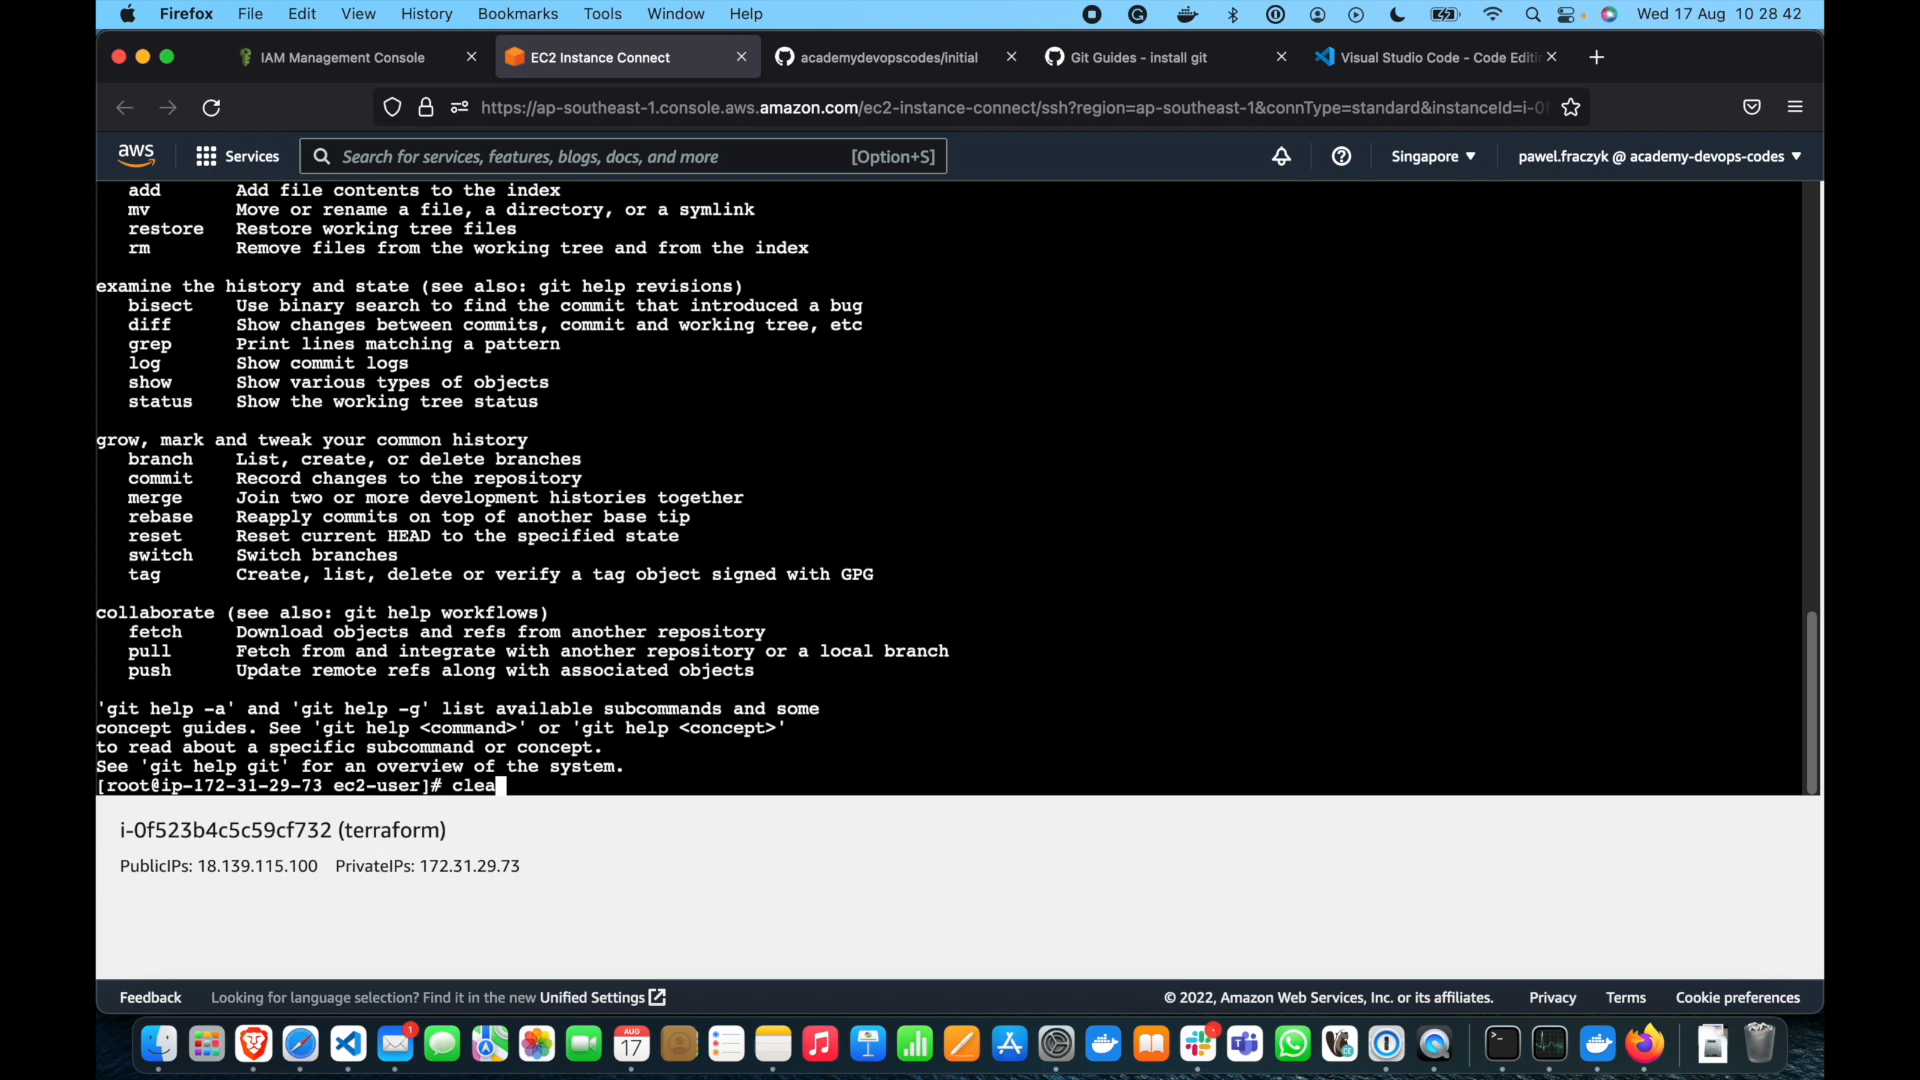 Firefox File Edit View History Bookmarks Tools Window Help Wed 17 Aug 10 28 42
IAM Management Console EC2 Instance Connect academydevopscodes/initial Git Guides - install git Visual Studio Code - Code Editi
https://ap-southeast-1.console.aws.amazon.com/ec2-instance-connect/ssh?region=ap-southeast-1&connType=standard&instanceId=i-0f
aws Services Search for services, features, blogs, docs, and more [Option+S] Singapore ▼ pawel.fraczyk @ academy-devops-codes ▼
add Add file contents to the index
mv Move or rename a file, a directory, or a symlink
restore Restore working tree files
rm Remove files from the working tree and from the index
examine the history and state (see also: git help revisions)
bisect Use binary search to find the commit that introduced a bug
diff Show changes between commits, commit and working tree, etc
grep Print lines matching a pattern
log Show commit logs
show Show various types of objects
status Show the working tree status
grow, mark and tweak your common history
branch List, create, or delete branches
commit Record changes to the repository
merge Join two or more development histories together
rebase Reapply commits on top of another base tip
reset Reset current HEAD to the specified state
switch Switch branches
tag Create, list, delete or verify a tag object signed with GPG
collaborate (see also: git help workflows)
fetch Download objects and refs from another repository
pull Fetch from and integrate with another repository or a local branch
push Update remote refs along with associated objects
'git help -a' and 'git help -g' list available subcommands and some
concept guides. See 'git help <command>' or 'git help <concept>'
to read about a specific subcommand or concept.
See 'git help git' for an overview of the system.
[root@ip-172-31-29-73 ec2-user]# clea
i-0f523b4c5c59cf732 (terraform)
PublicIPs: 18.139.115.100 PrivateIPs: 172.31.29.73
Feedback Looking for language selection? Find it in the new Unified Settings © 2022, Amazon Web Services, Inc. or its affiliates. Privacy Terms Cookie preferences
1
AUG
17